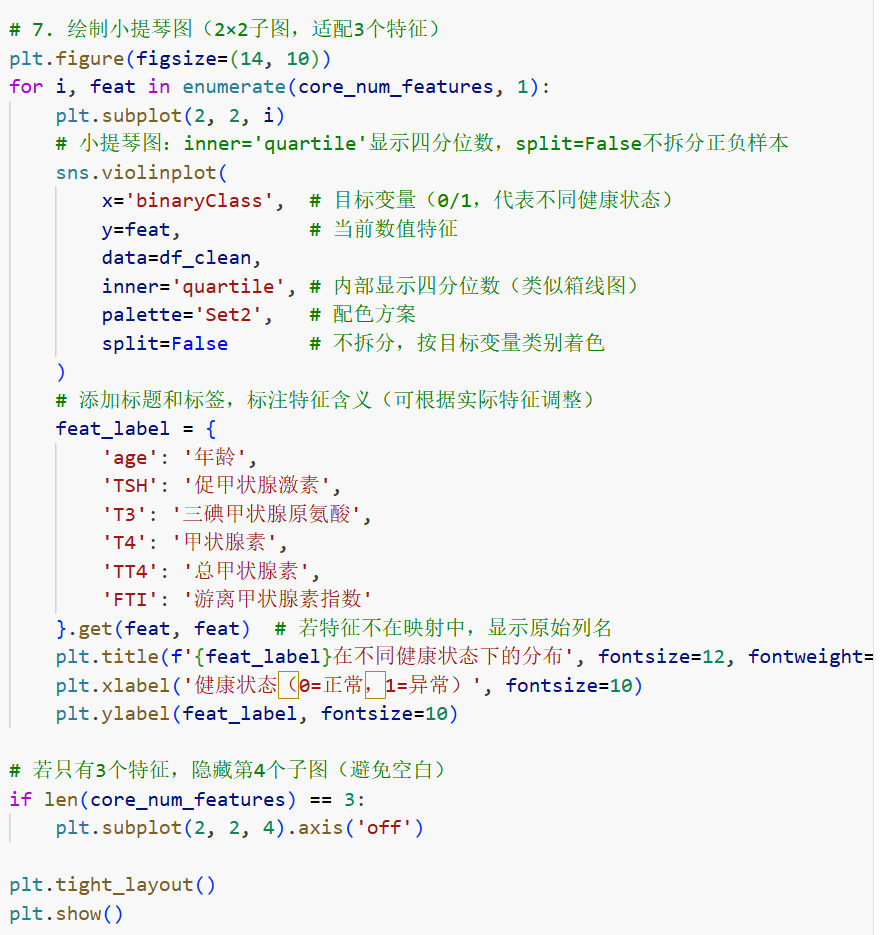 # 7. 绘制小提琴图（2×2子图，适配3个特征）
plt.figure(figsize=(14, 10))
for i, feat in enumerate(core_num_features, 1):
    plt.subplot(2, 2, i)
    # 小提琴图：inner='quartile'显示四分位数，split=False不拆分正负样本
    sns.violinplot(
        x='binaryClass',  # 目标变量（0/1，代表不同健康状态）
        y=feat,           # 当前数值特征
        data=df_clean,
        inner='quartile', # 内部显示四分位数（类似箱线图）
        palette='Set2',   # 配色方案
        split=False       # 不拆分，按目标变量类别着色
    )
    # 添加标题和标签，标注特征含义（可根据实际特征调整）
    feat_label = {
        'age': '年龄',
        'TSH': '促甲状腺激素',
        'T3': '三碘甲状腺原氨酸',
        'T4': '甲状腺素',
        'TT4': '总甲状腺素',
        'FTI': '游离甲状腺素指数'
    }.get(feat, feat)  # 若特征不在映射中，显示原始列名
    plt.title(f'{feat_label}在不同健康状态下的分布', fontsize=12, fontweight=
    plt.xlabel('健康状态（0=正常，1=异常）', fontsize=10)
    plt.ylabel(feat_label, fontsize=10)
# 若只有3个特征，隐藏第4个子图（避免空白）
if len(core_num_features) == 3:
    plt.subplot(2, 2, 4).axis('off')
plt.tight_layout()
plt.show()